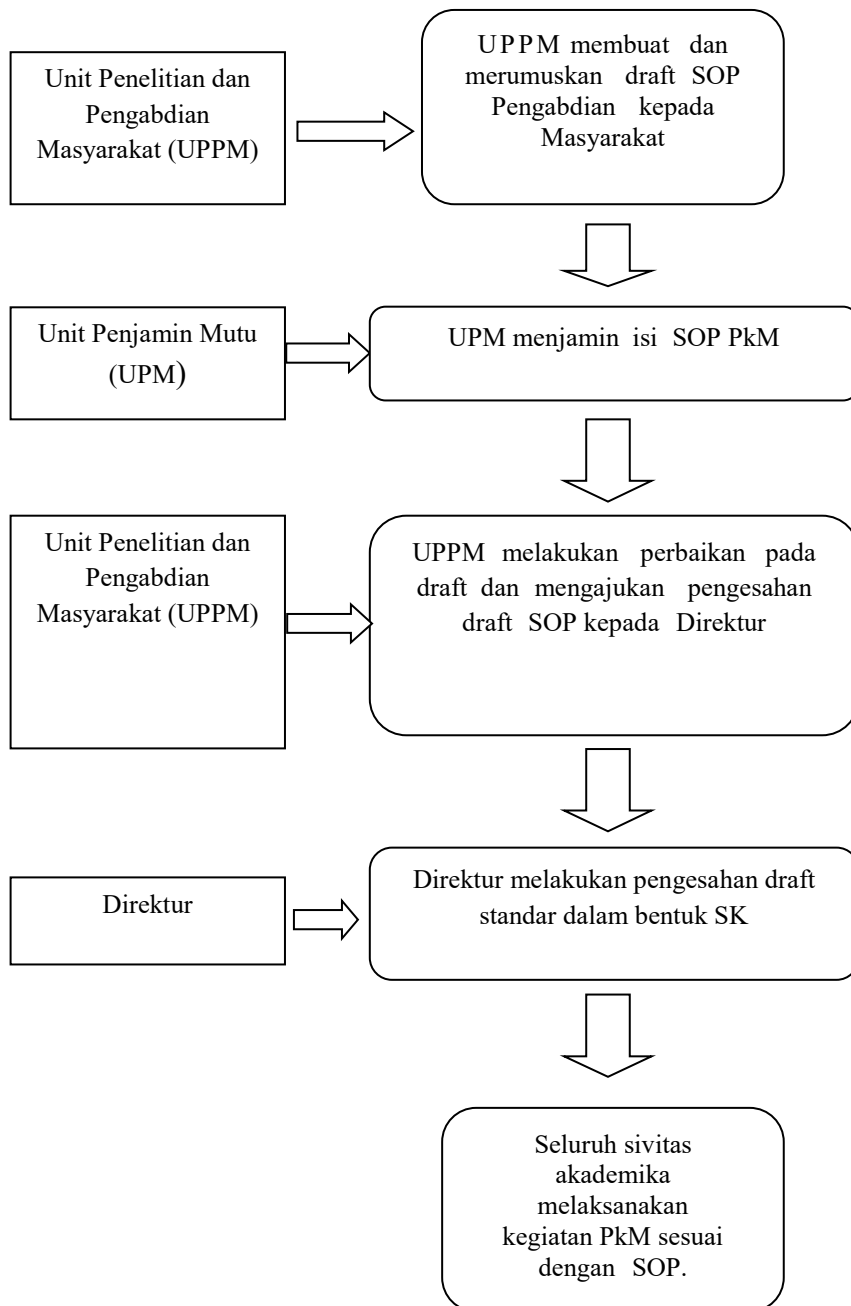 Unit Penelitian dan
Pengabdian
Masyarakat (UPPM)
UPPM membuat dan
merumuskan draft SOP
Pengabdian kepada
Masyarakat
Unit Penjamin Mutu
(UPM)
UPM menjamin isi SOP PkM
Unit Penelitian dan
Pengabdian
Masyarakat (UPPM)
UPPM melakukan perbaikan pada
draft dan mengajukan pengesahan
draft SOP kepada Direktur
Direktur
Direktur melakukan pengesahan draft
standar dalam bentuk SK
Seluruh sivitas
akademika
melaksanakan
kegiatan PkM sesuai
dengan SOP.